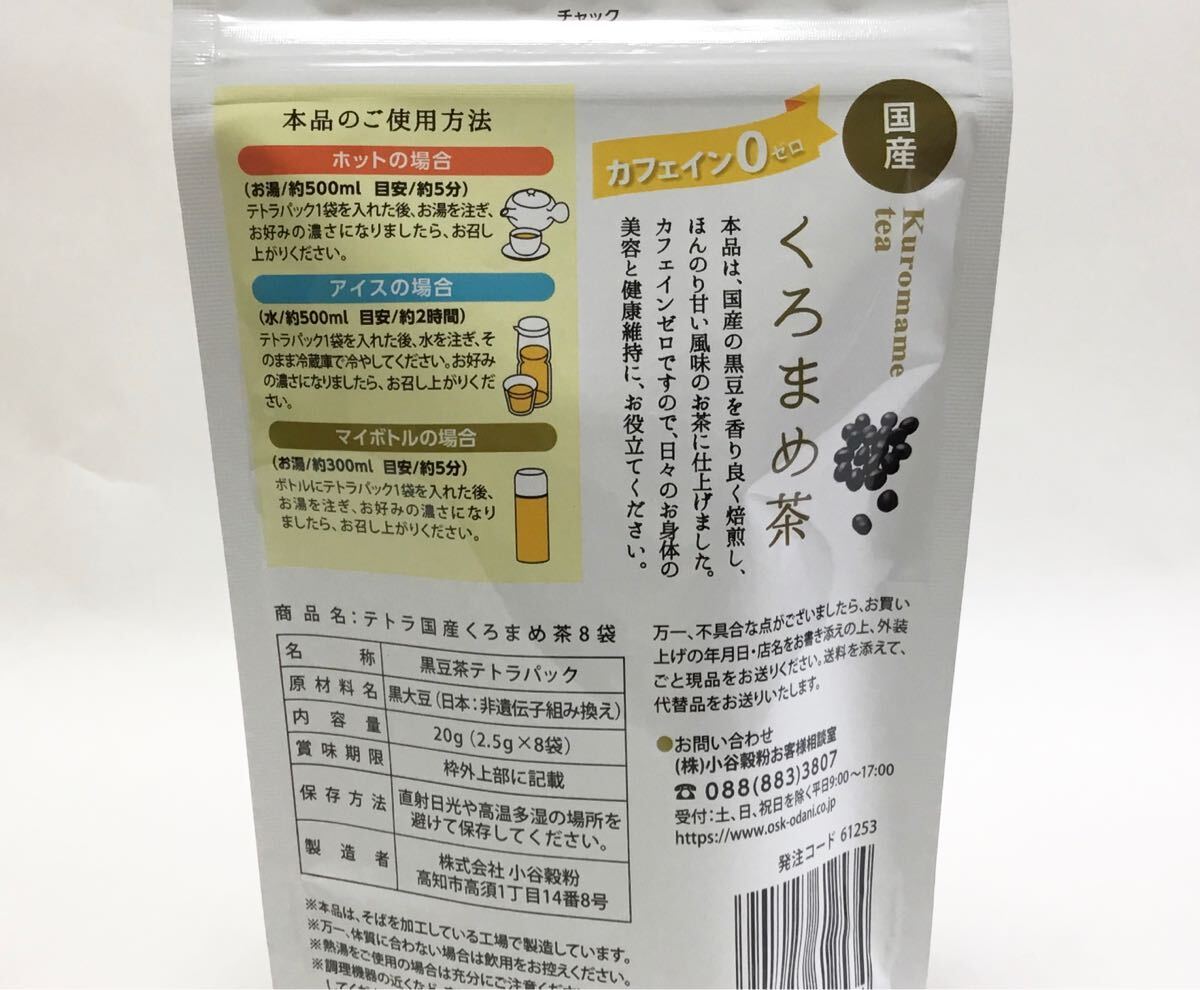 チャック
国産
Kuromame
tea
カフェイン0ゼロ
くろまめ茶
本品は、国産の黒豆を香り良く焙煎し、
ほんのり甘い風味のお茶に仕上げました。
カフェインゼロですので、日々のお身体の
美容と健康維持に、お役立てください。
本品のご使用方法
ホットの場合
(お湯/約500ml 目安/約5分)
テトラパック1袋を入れた後、お湯を注ぎ、
お好みの濃さになりましたら、お召し
上がりください。
アイスの場合
(水/約500ml 目安/約2時間)
テトラパック1袋を入れた後、水を注ぎ、そ
のまま冷蔵庫で冷やしてください。お好み
の濃さになりましたら、お召し上がりくだ
さい。
マイボトルの場合
(お湯/約300ml 目安/約5分)
ボトルにテトラパック1袋を入れた後、
お湯を注ぎ、お好みの濃さになり
ましたら、お召し上がりください。
商品名:テトラ国産くろまめ茶8袋
名称 黒豆茶テトラパック
原材料名 黒大豆(日本:非遺伝子組み換え)
内容量 20g(2.5g×8袋)
賞味期限 枠外上部に記載
保存方法 直射日光や高温多湿の場所を
避けて保存してください。
製造者 株式会社 小谷穀粉
高知市高須1丁目14番8号
※本品は、そばを加工している工場で製造しています。
※万一、体質に合わない場合は飲用をお控えください。
※熱湯をご使用の場合は充分にご注意ください
※調理機器の近くなど、
万一、不具合な点がございましたら、お買い
上げの年月日・店名をお書き添えの上、外装
ごと現品をお送りください。送料を添えて、
代替品をお送りいたします。
●お問い合わせ
(株)小谷穀粉お客様相談室
☎ 088(883)3807
受付:土、日、祝日を除く平日9:00〜17:00
https://www.osk-odani.co.jp
発注コード 61253